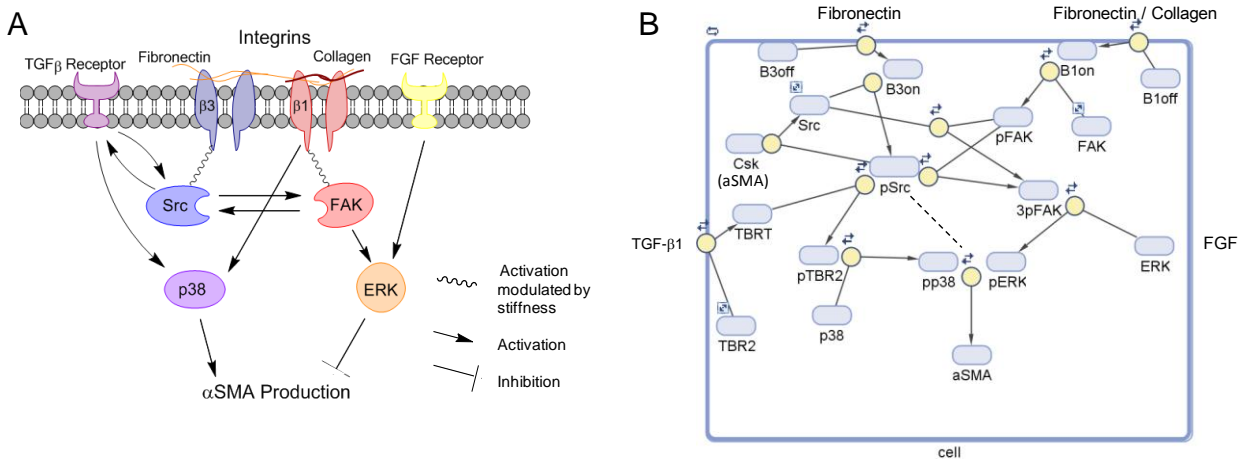 A
Integrins
TGFβ Receptor
Fibronectin
Collagen
FGF Receptor
β3
β1
Src
FAK
p38
ERK
αSMA Production
Activation
modulated by
stiffness
Activation
Inhibition
B
Fibronectin
Fibronectin / Collagen
B3off
B3on
B1on
B1off
Src
pFAK
FAK
Csk
(aSMA)
pSrc
3pFAK
TGF-β1
TBRT
pTBR2
pp38
pERK
ERK
FGF
TBR2
p38
aSMA
cell